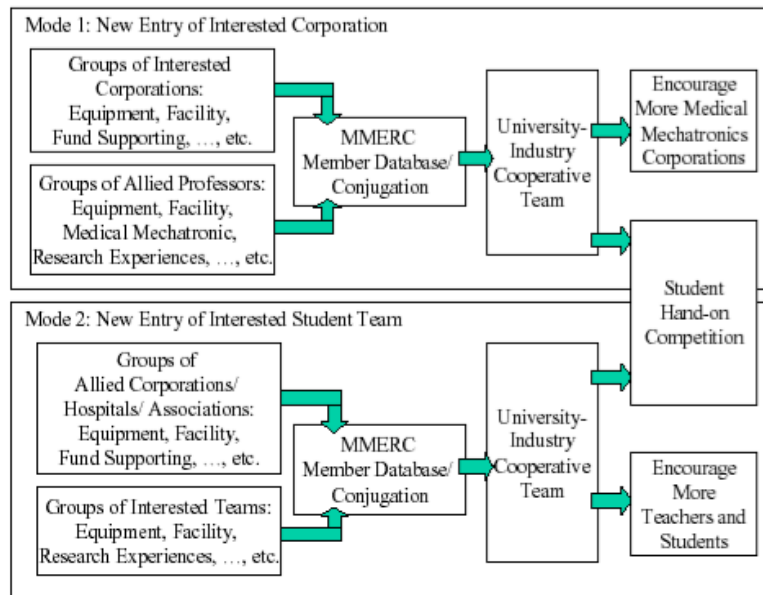 Mode 1: New Entry of Interested Corporation
Groups of Interested
Corporations:
Equipment, Facility,
Fund Supporting, …, etc.
Groups of Allied Professors:
Equipment, Facility,
Medical Mechatronic,
Research Experiences, …, etc.
MMERC
Member Database/
Conjugation
University-
Industry
Cooperative
Team
Encourage
More Medical
Mechatronics
Corporations
Student
Hand-on
Competition
Mode 2: New Entry of Interested Student Team
Groups of
Allied Corporations/
Hospitals/ Associations:
Equipment, Facility,
Fund Supporting, …, etc.
Groups of Interested Teams:
Equipment, Facility,
Research Experiences, …, etc.
MMERC
Member Database/
Conjugation
University-
Industry
Cooperative
Team
Encourage
More
Teachers and
Students